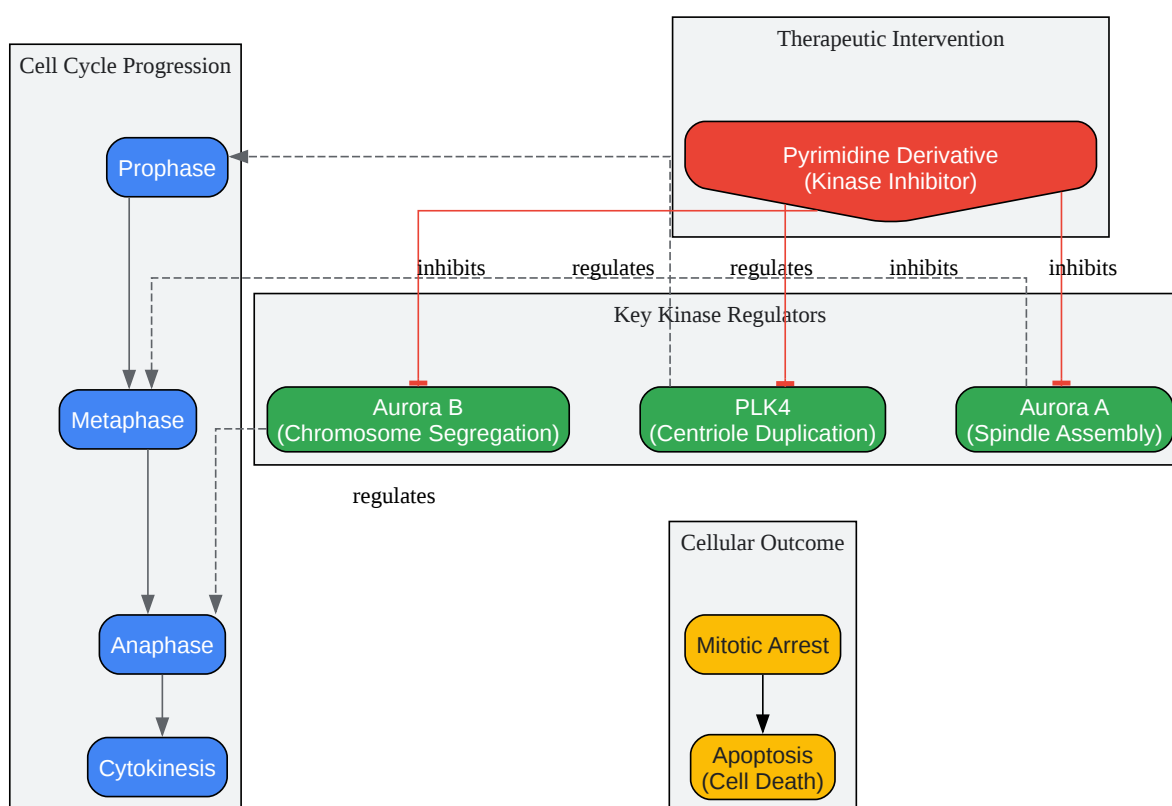 Therapeutic Intervention
Cell Cycle Progression
Pyrimidine Derivative
(Kinase Inhibitor)
Prophase
inhibits
regulates
regulates
inhibits
inhibits
Key Kinase Regulators
Metaphase
Aurora B
(Chromosome Segregation)
PLK4
(Centriole Duplication)
Aurora A
(Spindle Assembly)
regulates
Cellular Outcome
Anaphase
Mitotic Arrest
Cytokinesis
Apoptosis
(Cell Death)